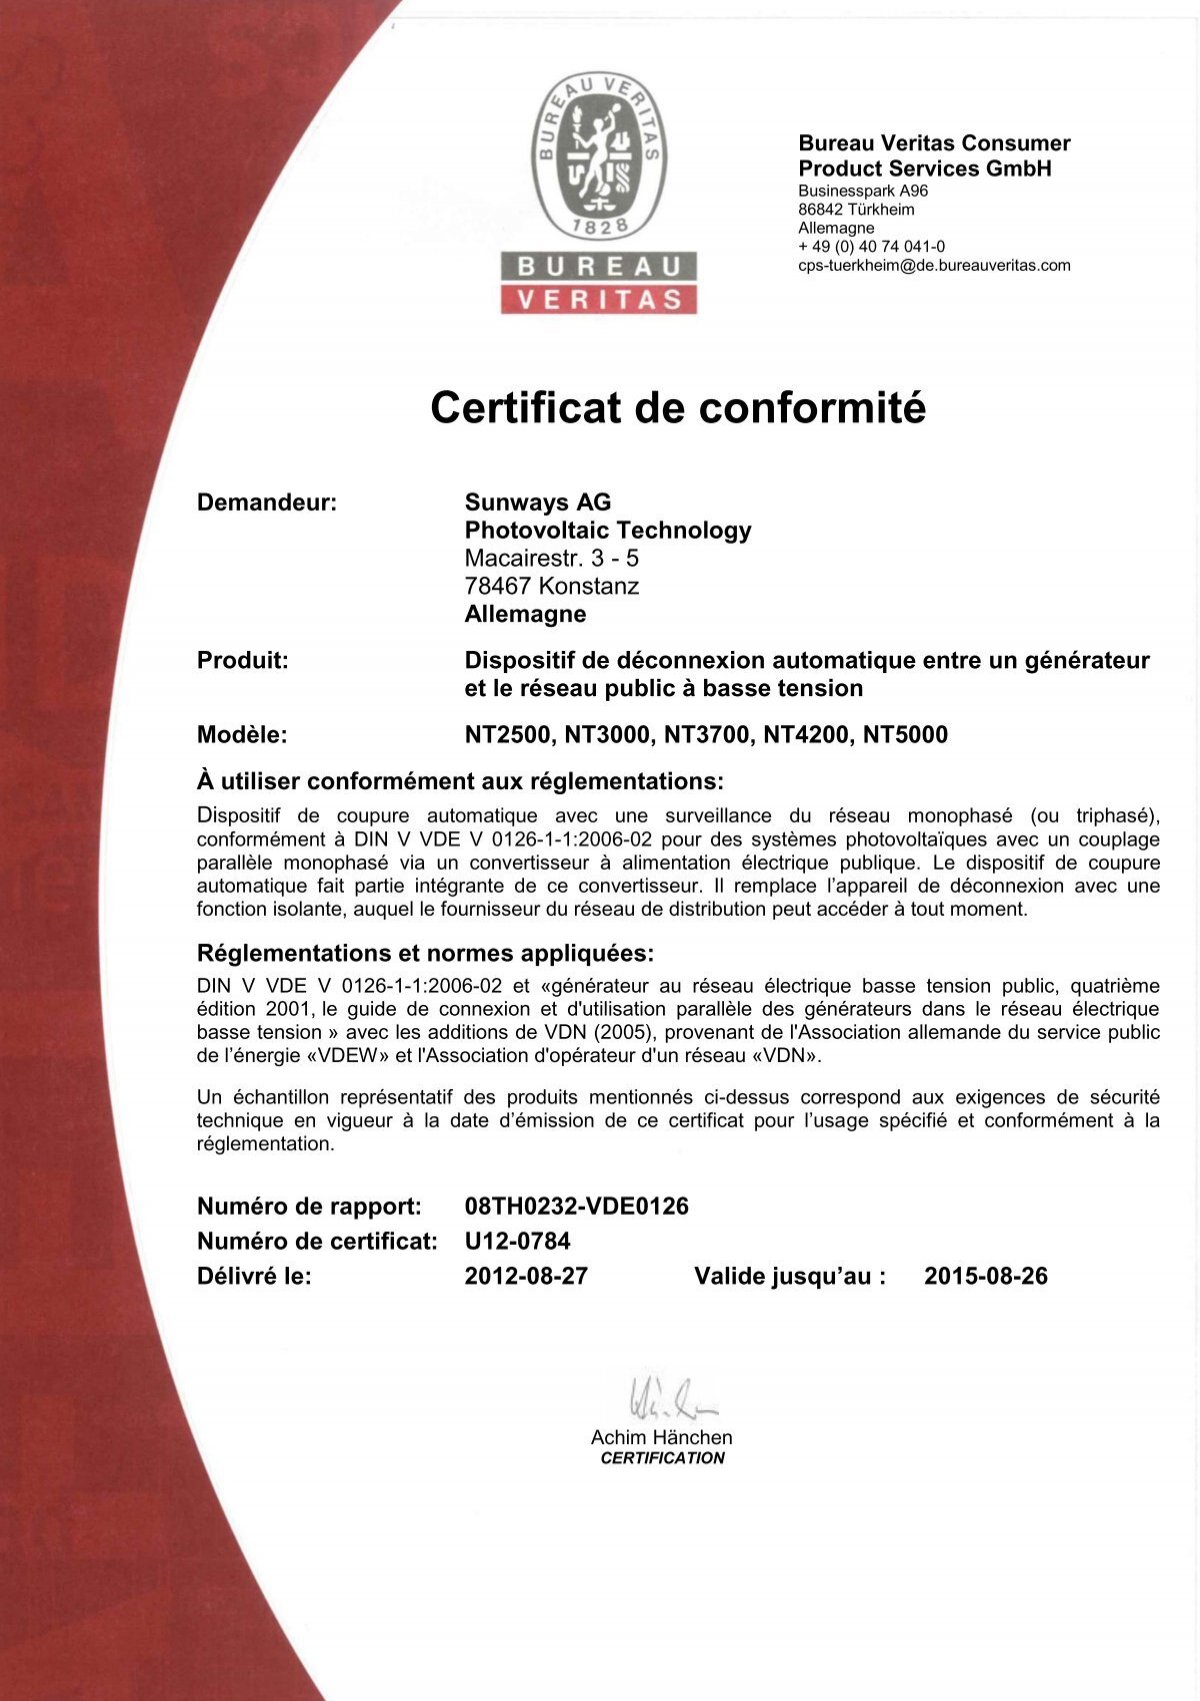 BUREAU VERITAS
1828
BUREAU
VERITAS
Bureau Veritas Consumer
Product Services GmbH
Businesspark A96
86842 Türkheim
Allemagne
+ 49 (0) 40 74 041-0
cps-tuerkheim@de.bureauveritas.com
Certificat de conformité
Demandeur: Sunways AG
Photovoltaic Technology
Macairestr. 3 - 5
78467 Konstanz
Allemagne
Produit: Dispositif de déconnexion automatique entre un générateur
et le réseau public à basse tension
Modèle: NT2500, NT3000, NT3700, NT4200, NT5000
À utiliser conformément aux réglementations:
Dispositif de coupure automatique avec une surveillance du réseau monophasé (ou triphasé),
conformément à DIN V VDE V 0126-1-1:2006-02 pour des systèmes photovoltaïques avec un couplage
parallèle monophasé via un convertisseur à alimentation électrique publique. Le dispositif de coupure
automatique fait partie intégrante de ce convertisseur. Il remplace l’appareil de déconnexion avec une
fonction isolante, auquel le fournisseur du réseau de distribution peut accéder à tout moment.
Réglementations et normes appliquées:
DIN V VDE V 0126-1-1:2006-02 et «générateur au réseau électrique basse tension public, quatrième
édition 2001, le guide de connexion et d'utilisation parallèle des générateurs dans le réseau électrique
basse tension » avec les additions de VDN (2005), provenant de l'Association allemande du service public
de l’énergie «VDEW» et l'Association d'opérateur d'un réseau «VDN».
Un échantillon représentatif des produits mentionnés ci-dessus correspond aux exigences de sécurité
technique en vigueur à la date d’émission de ce certificat pour l’usage spécifié et conformément à la
réglementation.
Numéro de rapport: 08TH0232-VDE0126
Numéro de certificat: U12-0784
Délivré le: 2012-08-27 Valide jusqu’au : 2015-08-26
Achim Hänchen
CERTIFICATION